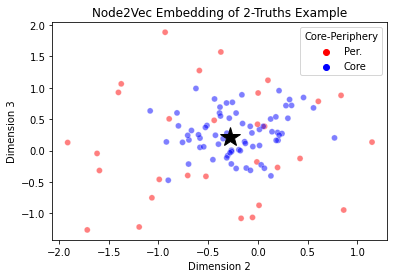 Node2Vec Embedding of 2-Truths Example
Core-Periphery
Per.
Core
Dimension 3
2.0
1.5
1.0
0.5
0.0
−0.5
−1.0
−2.0 −1.5 −1.0 −0.5 0.0 0.5 1.0
Dimension 2